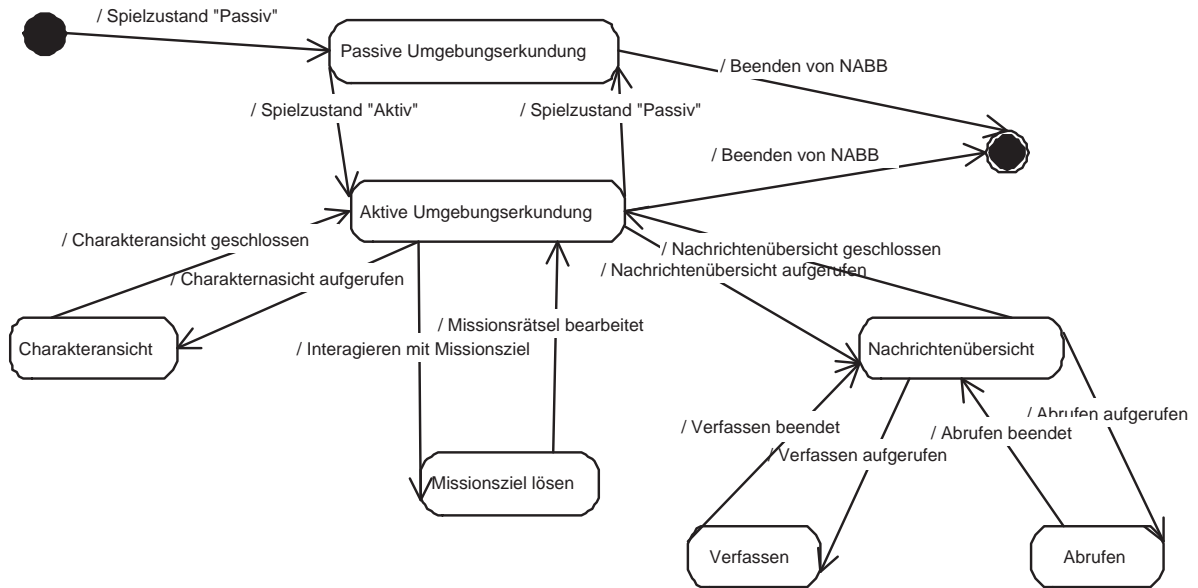 / Spielzustand "Passiv"
Passive Umgebungserkundung
/ Beenden von NABB
/ Spielzustand "Aktiv"
/ Spielzustand "Passiv"
/ Beenden von NABB
Aktive Umgebungserkundung
/ Charakteransicht geschlossen
/ Nachrichtenübersicht geschlossen
/ Nachrichtenübersicht aufgerufen
/ Charakternasicht aufgerufen
/ Missionsrätsel bearbeitet
Charakteransicht
/ Interagieren mit Missionsziel
Nachrichtenübersicht
/ Abrufen aufgerufen
/ Verfassen beendet
/ Abrufen beendet
/ Verfassen aufgerufen
Missionsziel lösen
Verfassen
Abrufen